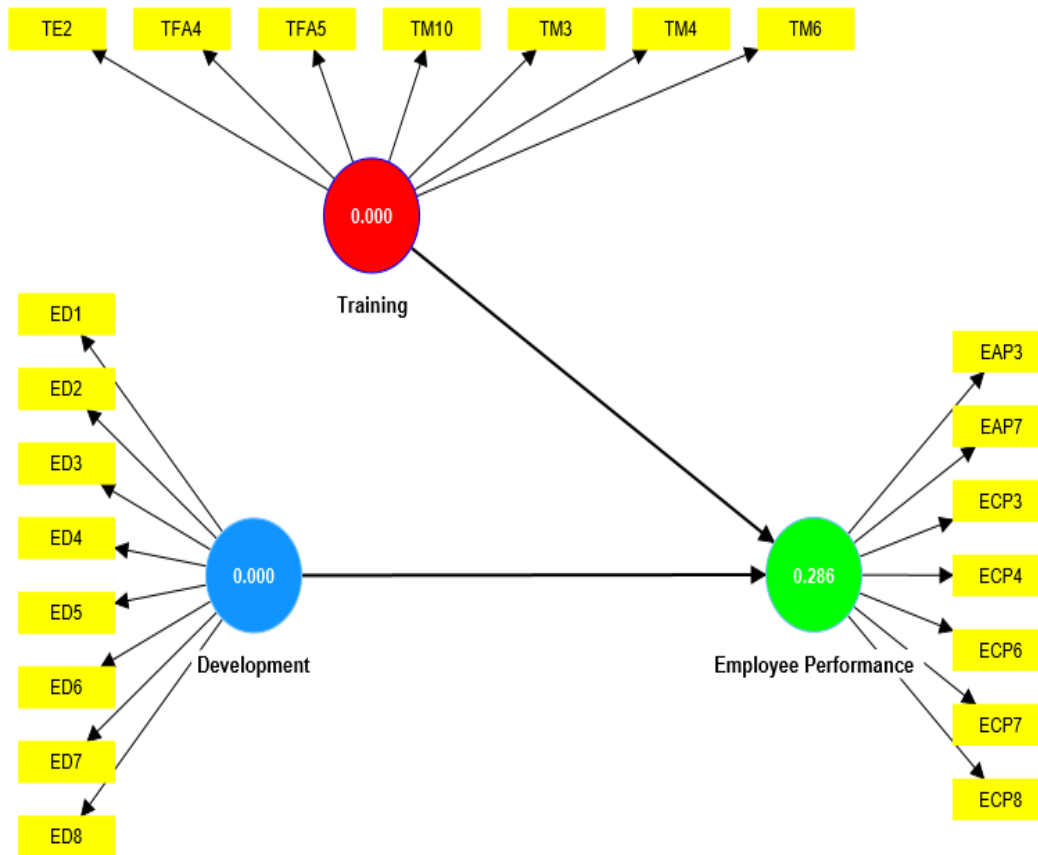 TE2
TFA4
TFA5
TM10
TM3
TM4
TM6
0.000
Training
ED1
ED2
ED3
ED4
ED5
ED6
ED7
ED8
0.000
Development
0.286
Employee Performance
EAP3
EAP7
ECP3
ECP4
ECP6
ECP7
ECP8